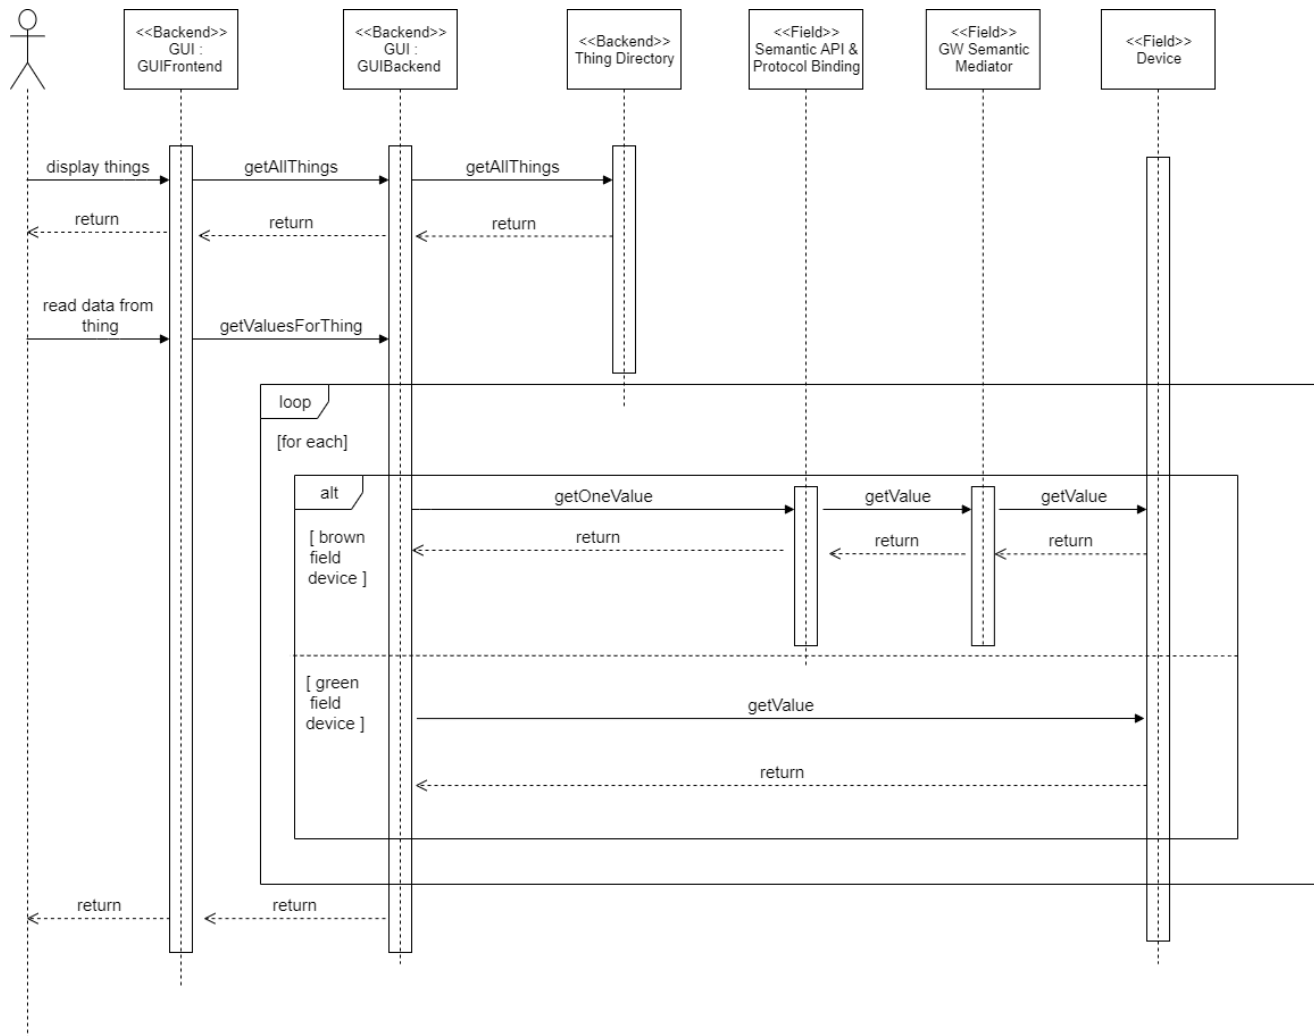 <<Backend>>
GUI :
GUIFrontend
<<Backend>>
GUI :
GUIBackend
<<Backend>>
Thing Directory
<<Field>>
Semantic API &
Protocol Binding
<<Field>>
GW Semantic
Mediator
<<Field>>
Device
display things
getAllThings
getAllThings
return
return
return
read data from
thing
getValuesForThing
loop
[for each]
alt
getOneValue
getValue
getValue
[ brown
field
device ]
return
return
return
[ green
field
device ]
getValue
return
return
return